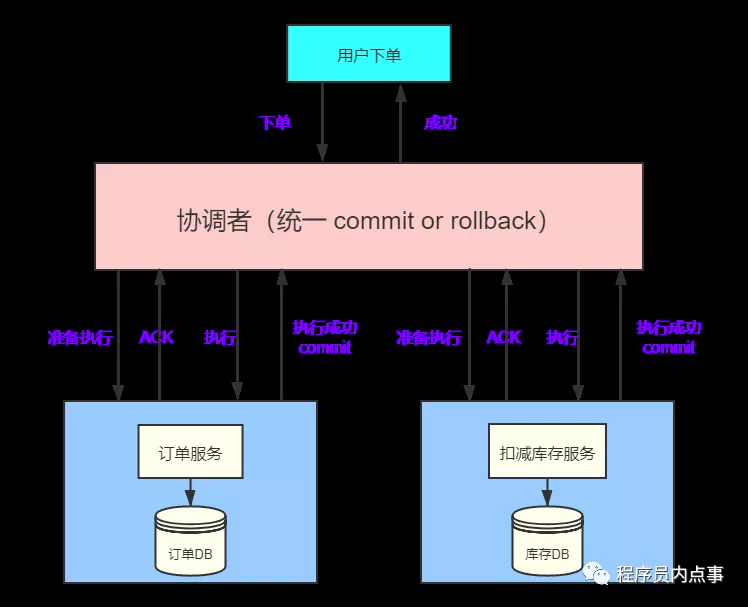 用户下单
下单
成功
协调者（统一 commit or rollback）
准备执行
ACK
执行
执行成功
commit
准备执行
ACK
执行
执行成功
commit
订单服务
扣减库存服务
订单DB
库存DB
程序员内点事